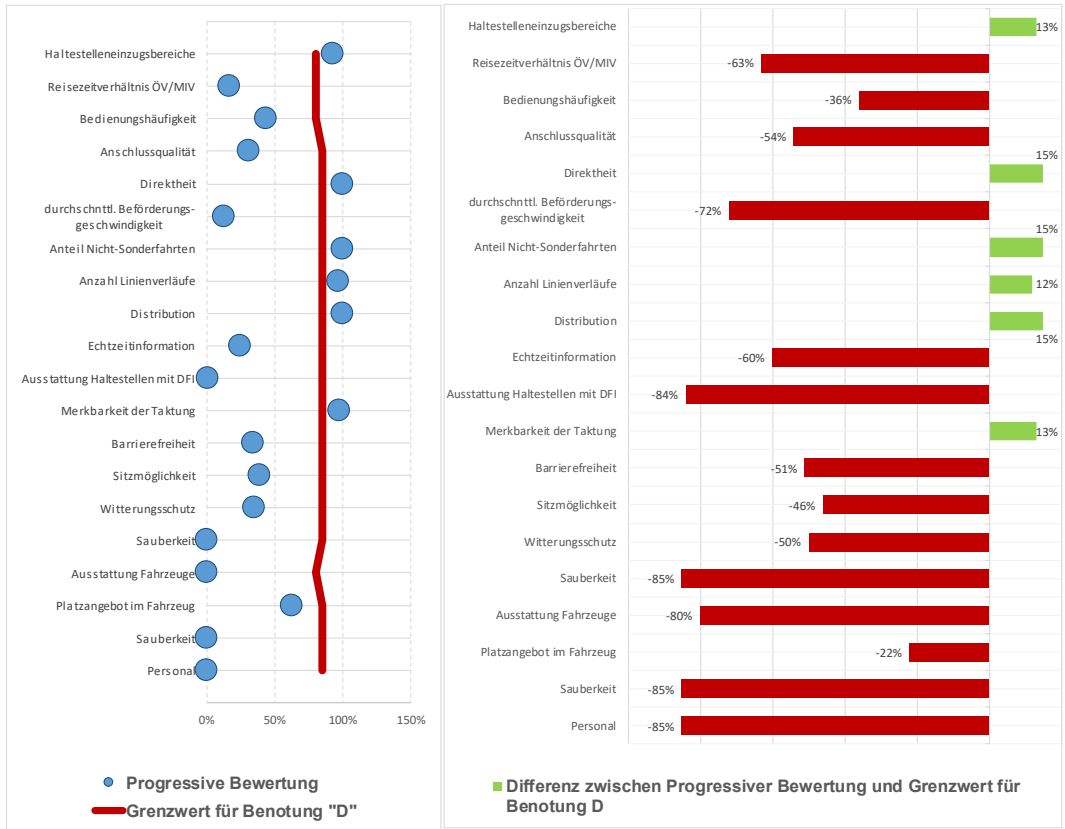 Haltestelleneinzugsbereiche
Reisezeitverhältnis ÖV/MIV
Bedienungshäufigkeit
Anschlussqualität
Direktheit
durchschnttl. Beförderungs-
geschwindigkeit
Anteil Nicht-Sonderfahrten
Anzahl Linienverläufe
Distribution
Echtzeitinformation
Ausstattung Haltestellen mit DFI
Merkbarkeit der Taktung
Barrierefreiheit
Sitzmöglichkeit
Witterungsschutz
Sauberkeit
Ausstattung Fahrzeuge
Platzangebot im Fahrzeug
Sauberkeit
Personal
0% 50% 100% 150%
Progressive Bewertung
Grenzwert für Benotung "D"
Haltestelleneinzugsbereiche 13%
Reisezeitverhältnis ÖV/MIV -63%
Bedienungshäufigkeit -36%
Anschlussqualität -54%
15%
Direktheit
durchschnttl. Beförderungs-
geschwindigkeit -72%
15%
Anteil Nicht-Sonderfahrten
Anzahl Linienverläufe 12%
Distribution
15%
Echtzeitinformation -60%
Ausstattung Haltestellen mit DFI -84%
Merkbarkeit der Taktung 13%
Barrierefreiheit -51%
Sitzmöglichkeit -46%
Witterungsschutz -50%
Sauberkeit -85%
Ausstattung Fahrzeuge -80%
Platzangebot im Fahrzeug -22%
Sauberkeit -85%
Personal -85%
Differenz zwischen Progressiver Bewertung und Grenzwert für
Benotung D